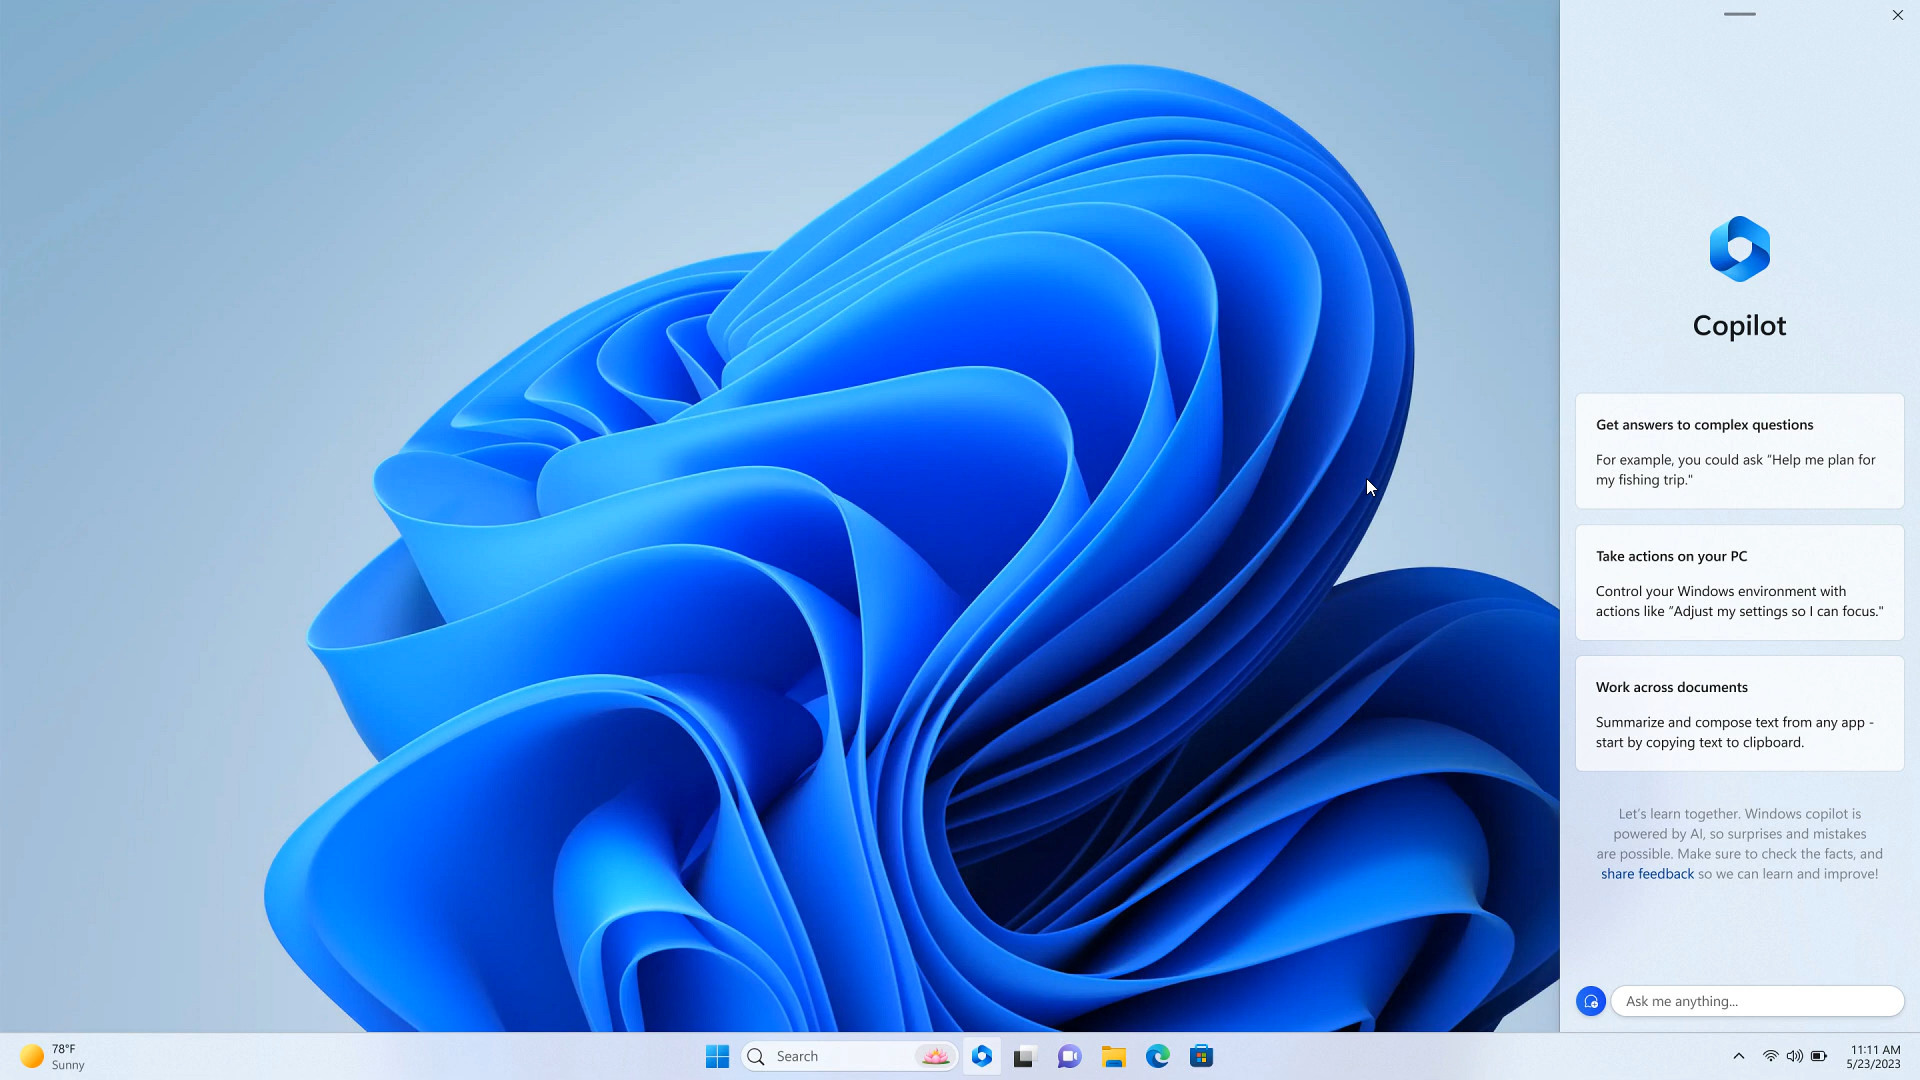 Copilot
Get answers to complex questions
For example, you could ask “Help me plan for
my fishing trip."
Take actions on your PC
Control your Windows environment with
actions like “Adjust my settings so I can focus."
Work across documents
Summarize and compose text from any app -
start by copying text to clipboard.
Let's learn together. Windows copilot is
powered by AI, so surprises and mistakes
are possible. Make sure to check the facts, and
share feedback so we can learn and improve!
Ask me anything...
78°F
Sunny
Search
11:11 AM
5/23/2023